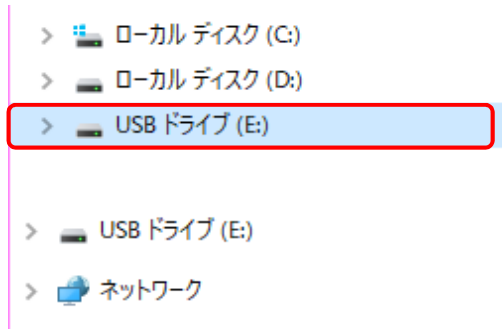 ローカル ディスク (C:)
ローカル ディスク (D:)
USB ドライブ (E:)
USB ドライブ (E:)
ネットワーク